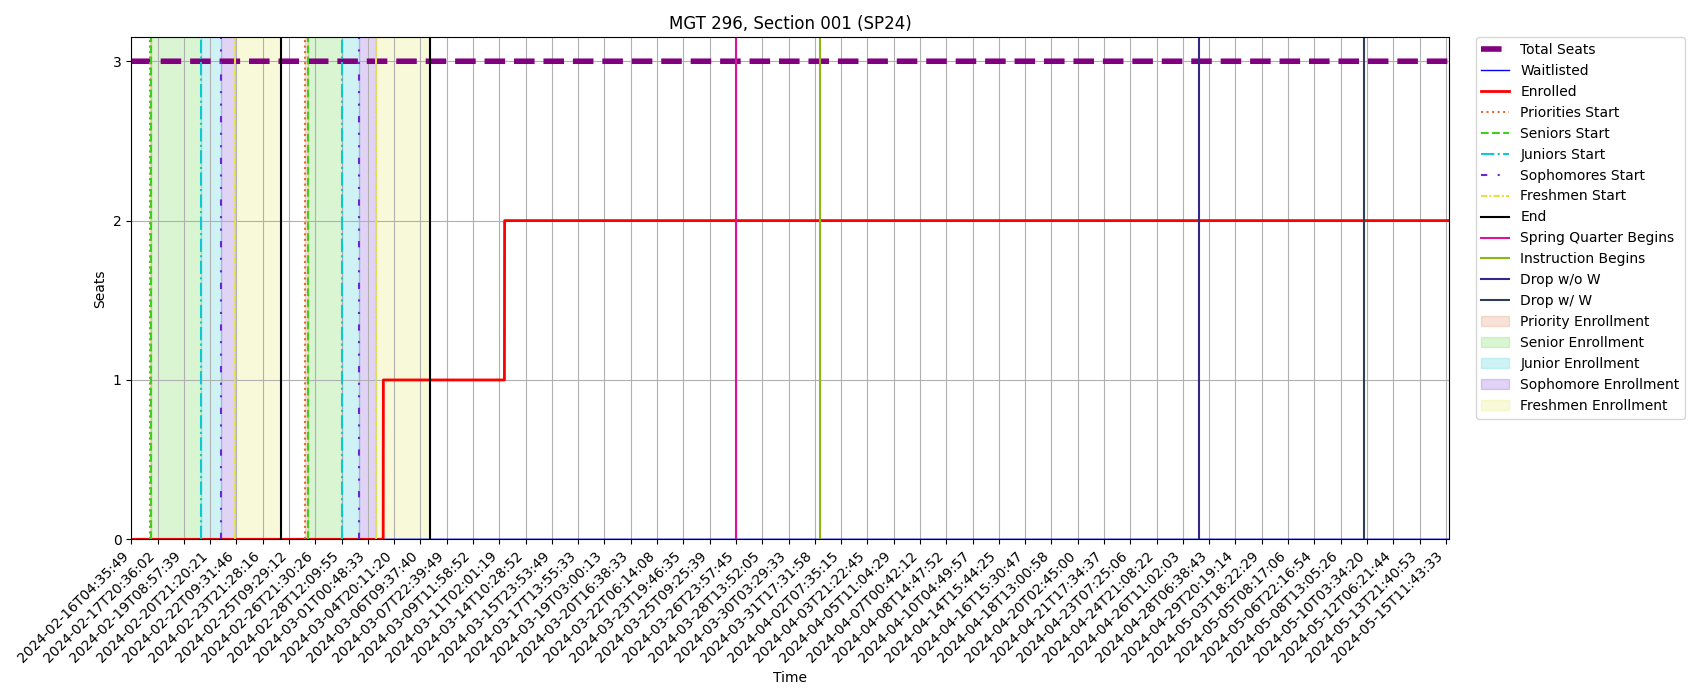 MGT 296, Section 001 (SP24)
Seats
3
2
1
0
2024-02-16T04:35:49
2024-02-17T20:36:02
2024-02-19T08:57:39
2024-02-20T21:20:21
2024-02-22T09:31:46
2024-02-23T21:28:16
2024-02-25T09:29:12
2024-02-26T21:30:26
2024-02-28T12:09:55
2024-03-01T00:48:33
2024-03-04T20:11:20
2024-03-06T09:37:40
2024-03-07T22:39:49
2024-03-09T11:58:52
2024-03-11T02:01:19
2024-03-14T10:28:52
2024-03-15T23:53:49
2024-03-17T13:55:33
2024-03-19T03:00:13
2024-03-20T16:38:33
2024-03-22T06:14:08
2024-03-23T19:46:35
2024-03-25T09:25:39
2024-03-26T23:57:45
2024-03-28T13:52:05
2024-03-30T03:29:33
2024-03-31T17:31:58
2024-04-02T07:35:15
2024-04-03T21:22:45
2024-04-05T11:04:29
2024-04-07T00:42:12
2024-04-08T14:47:52
2024-04-10T04:49:57
2024-04-14T15:44:25
2024-04-16T15:30:47
2024-04-18T13:00:58
2024-04-20T02:45:00
2024-04-21T17:34:37
2024-04-23T07:25:06
2024-04-24T21:08:22
2024-04-26T11:02:03
2024-04-28T06:38:43
2024-04-29T20:19:14
2024-05-03T18:22:29
2024-05-05T08:17:06
2024-05-06T22:16:54
2024-05-08T13:05:26
2024-05-10T03:34:20
2024-05-12T06:21:44
2024-05-13T21:40:53
2024-05-15T11:43:33
Time
Total Seats
Waitlisted
Enrolled
Priorities Start
Seniors Start
Juniors Start
Sophomores Start
Freshmen Start
End
Spring Quarter Begins
Instruction Begins
Drop w/o W
Drop w/ W
Priority Enrollment
Senior Enrollment
Junior Enrollment
Sophomore Enrollment
Freshmen Enrollment